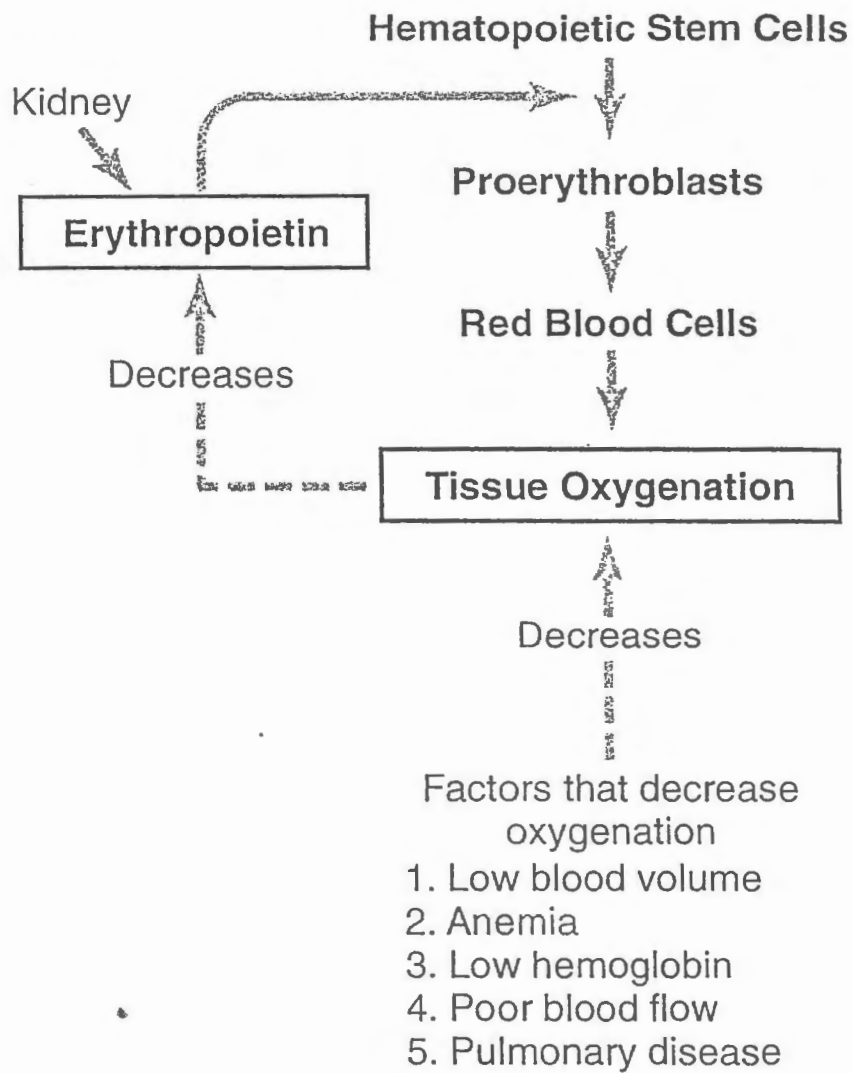 Hematopoietic Stem Cells
Kidney
Proerythroblasts
Erythropoietin
Red Blood Cells
Decreases
Tissue Oxygenation
Decreases
Factors that decrease
oxygenation
1. Low blood volume
2. Anemia
3. Low hemoglobin
4. Poor blood flow
5. Pulmonary disease